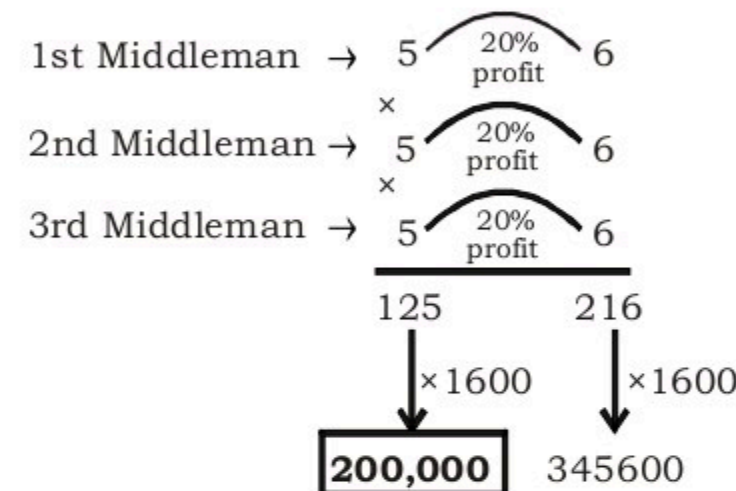 1st Middleman → 5 20% profit 6
×
2nd Middleman → 5 20% profit 6
×
3rd Middleman → 5 20% profit 6
125 216
×1600 ×1600
200,000 345600